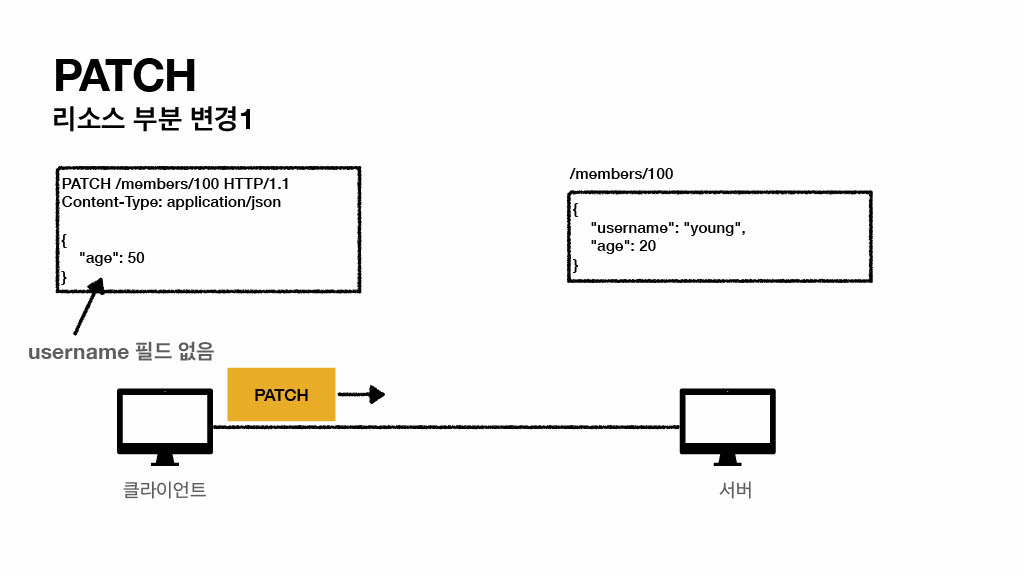 PATCH
리소스 부분 변경1
PATCH /members/100 HTTP/1.1
Content-Type: application/json
{
"age": 50
}
username 필드 없음
/members/100
{
"username": "young",
"age": 20
}
PATCH
클라이언트
서버